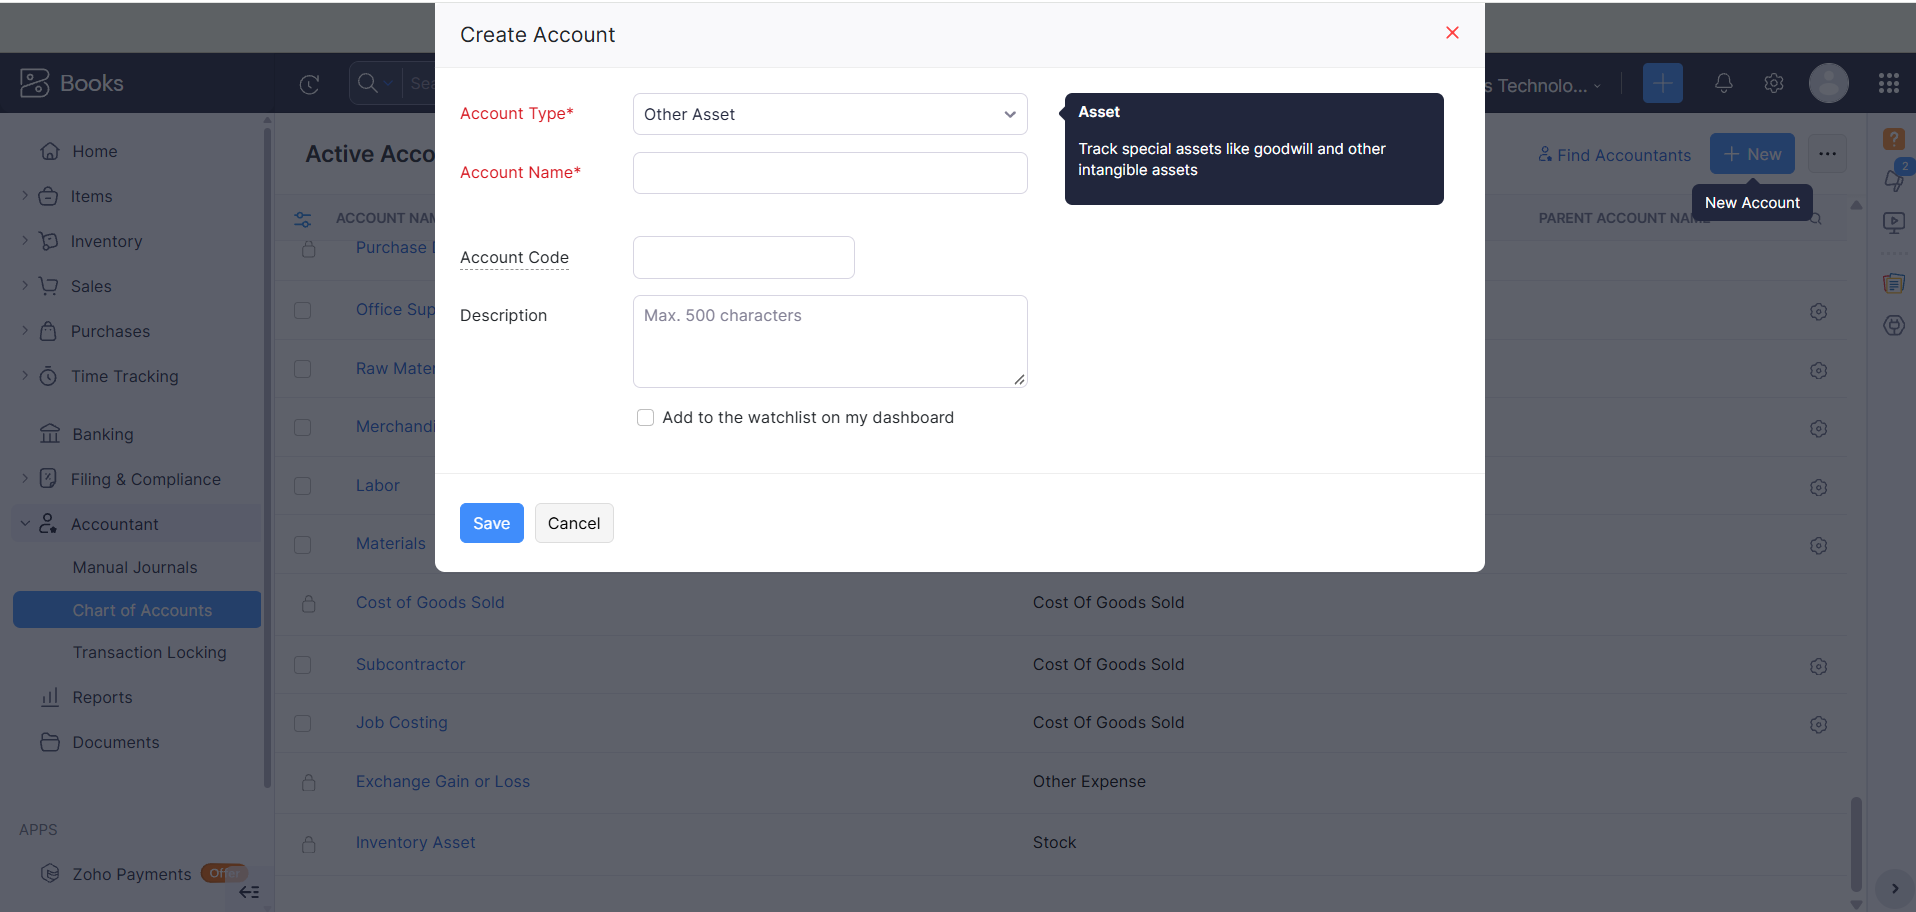 Create Account
Books
Sea
s Technolo...
Account Type*
Other Asset
Asset
Track special assets like goodwill and other
intangible assets
Account Name*
Account Code
Description
Max. 500 characters
Add to the watchlist on my dashboard
Save
Cancel
Home
Items
Inventory
Sales
Purchases
Time Tracking
Banking
Filing & Compliance
Accountant
Manual Journals
Chart of Accounts
Transaction Locking
Reports
Documents
APPS
Zoho Payments
Offer
Active Acco
Find Accountants
+ New
...
New Account
?
2
ACCOUNT NAM
PARENT ACCOUNT NAME
Purchase
Office Sup
Raw Mater
Merchandi
Labor
Materials
Cost of Goods Sold
Cost Of Goods Sold
Subcontractor
Cost Of Goods Sold
Job Costing
Cost Of Goods Sold
Exchange Gain or Loss
Other Expense
Inventory Asset
Stock